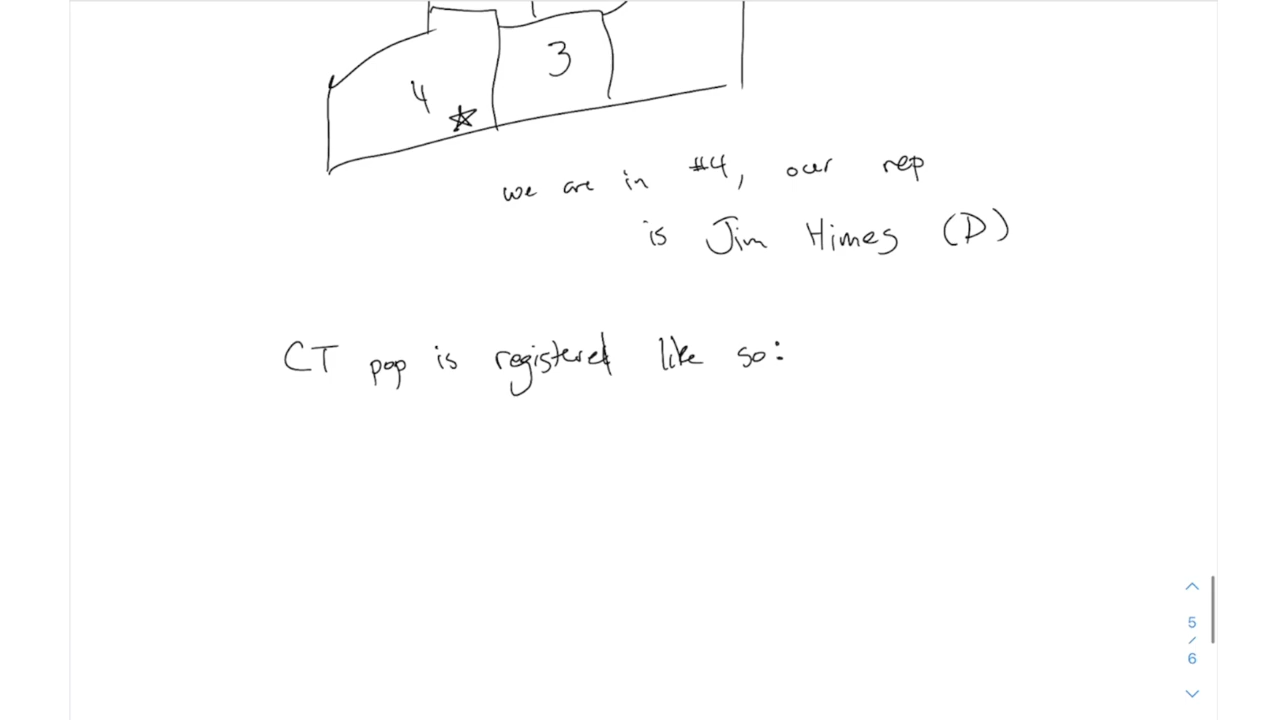 3
4
we are in #4, our rep
is Jim Himes (D)
CT pop is registered like so:
5
/
6